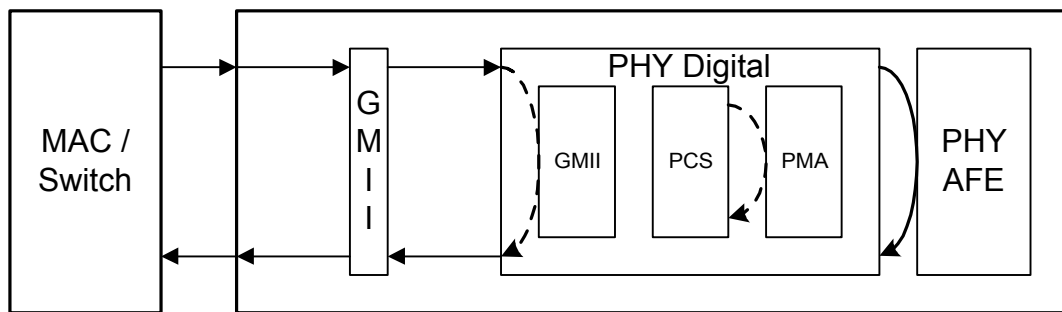 MAC /
Switch
G
M
I
I
PHY Digital
GMII
PCS
PMA
PHY
AFE